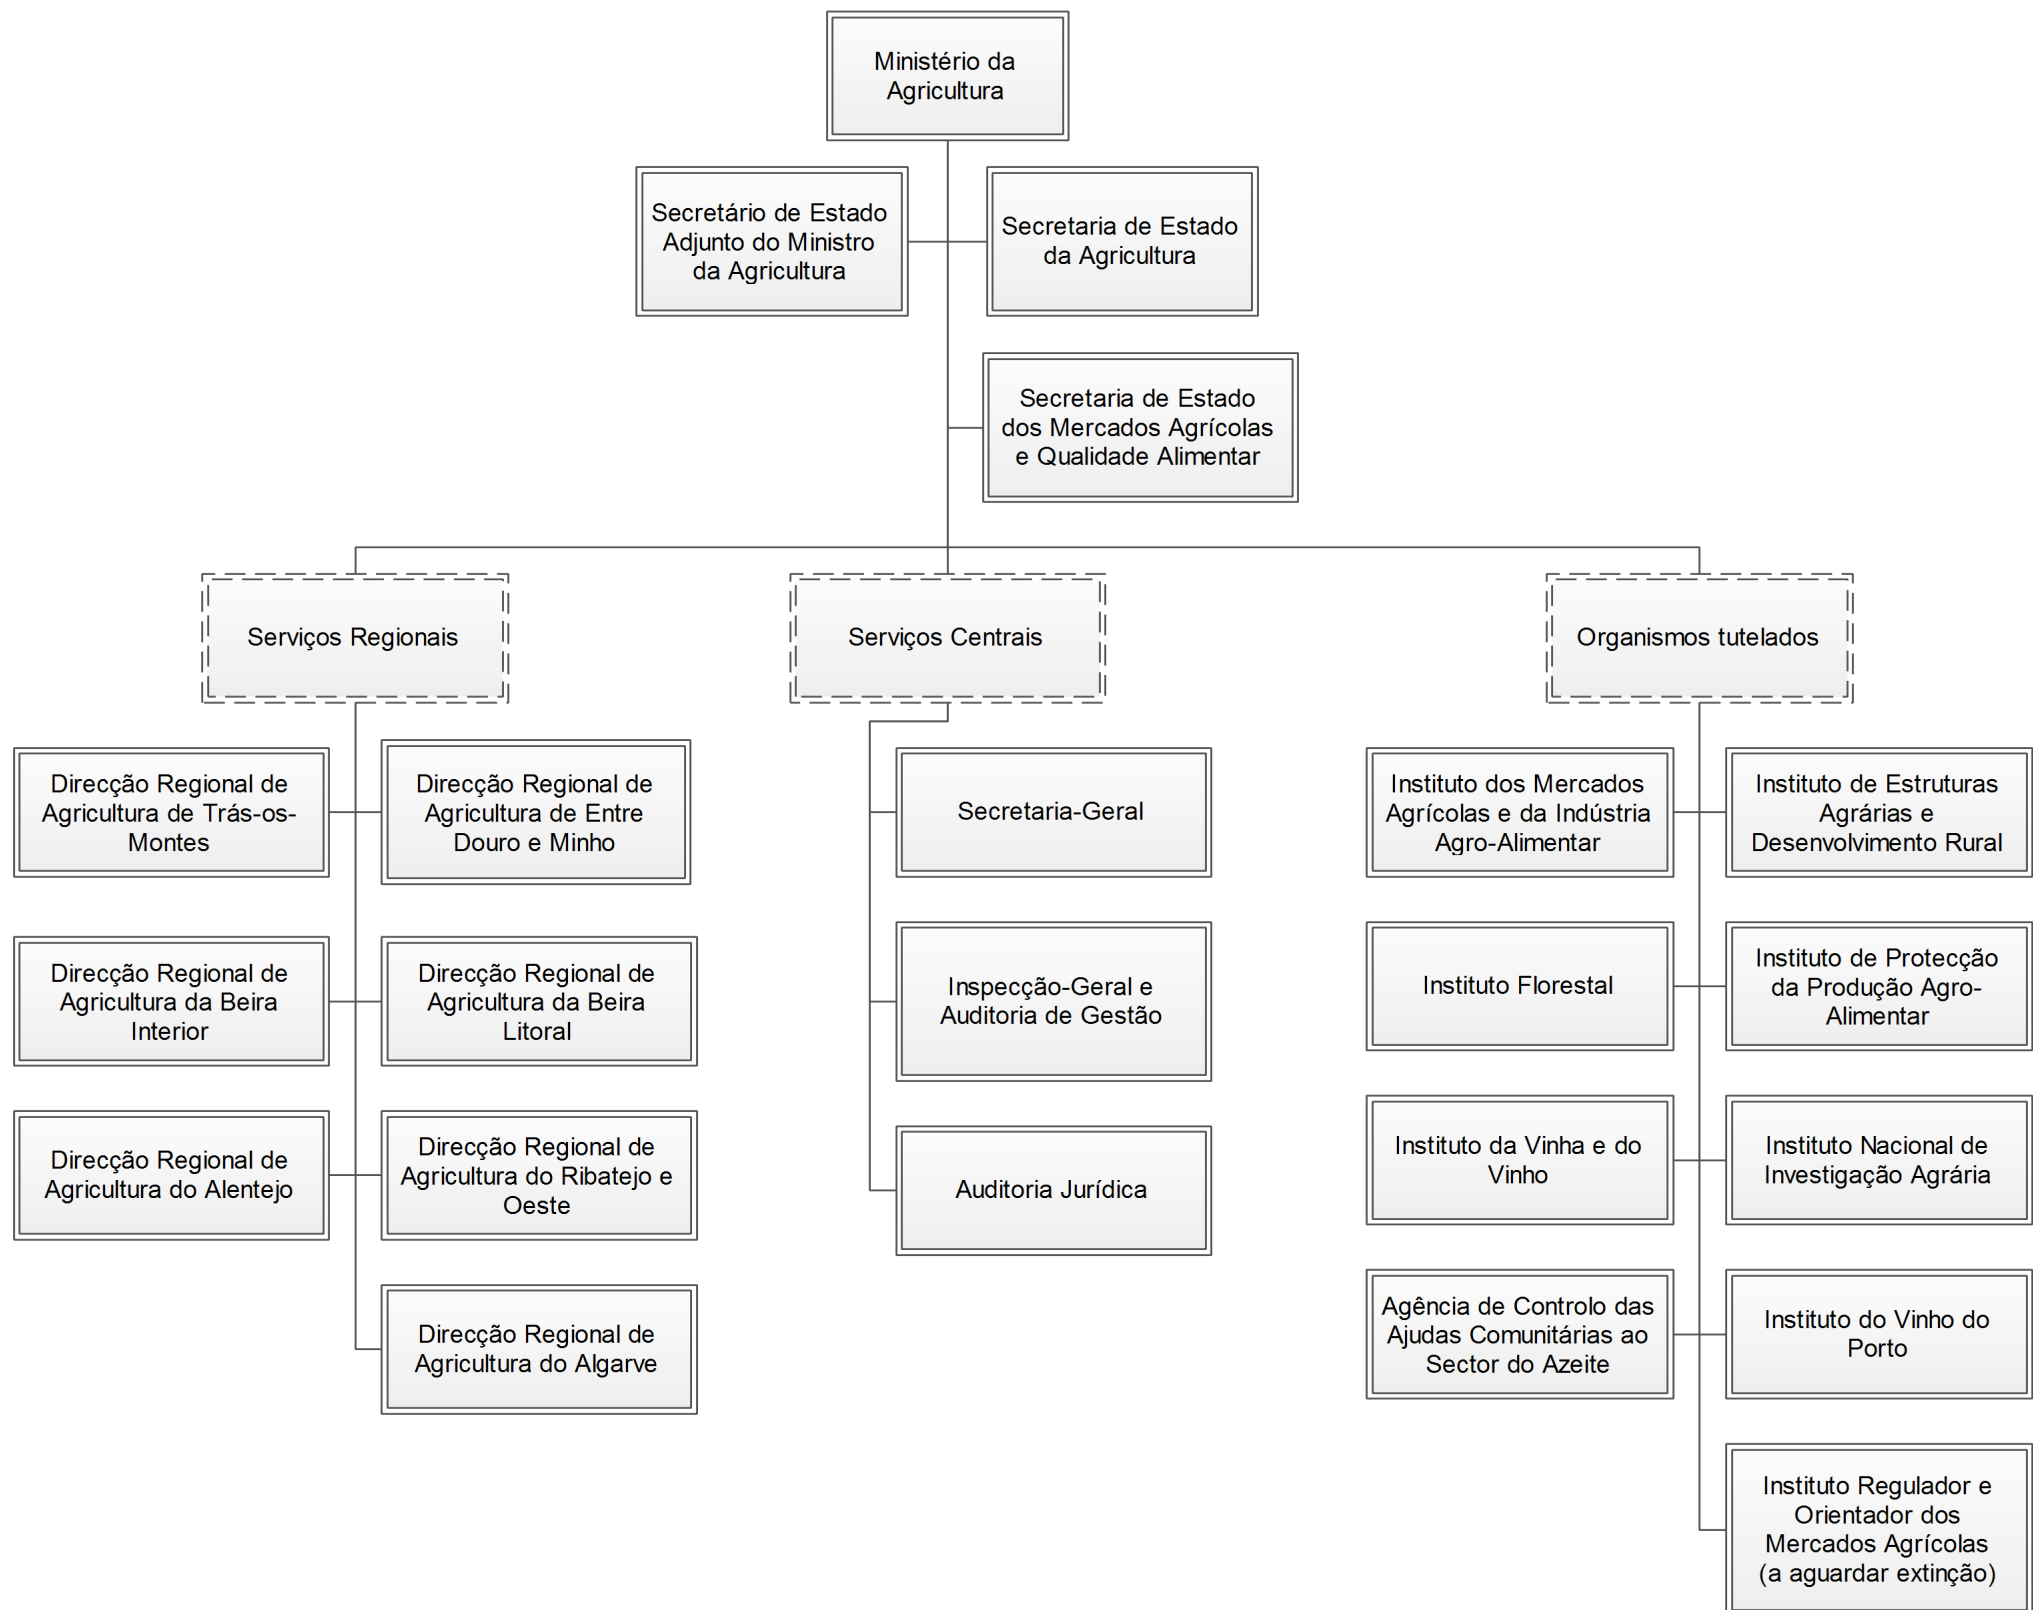 Ministério da
Agricultura
Secretário de Estado
Adjunto do Ministro
da Agricultura
Secretaria de Estado
da Agricultura
Secretaria de Estado
dos Mercados Agrícolas
e Qualidade Alimentar
Serviços Regionais
Serviços Centrais
Organismos tutelados
Direcção Regional de
Agricultura de Trás-os-
Montes
Direcção Regional de
Agricultura de Entre
Douro e Minho
Direcção Regional de
Agricultura da Beira
Interior
Direcção Regional de
Agricultura da Beira
Litoral
Direcção Regional de
Agricultura do Alentejo
Direcção Regional de
Agricultura do Ribatejo e
Oeste
Direcção Regional de
Agricultura do Algarve
Secretaria-Geral
Inspecção-Geral e
Auditoria de Gestão
Auditoria Jurídica
Instituto dos Mercados
Agrícolas e da Indústria
Agro-Alimentar
Instituto de Estruturas
Agrárias e
Desenvolvimento Rural
Instituto Florestal
Instituto de Protecção
da Produção Agro-
Alimentar
Instituto da Vinha e do
Vinho
Instituto Nacional de
Investigação Agrária
Agência de Controlo das
Ajudas Comunitárias ao
Sector do Azeite
Instituto do Vinho do
Porto
Instituto Regulador e
Orientador dos
Mercados Agrícolas
(a aguardar extinção)